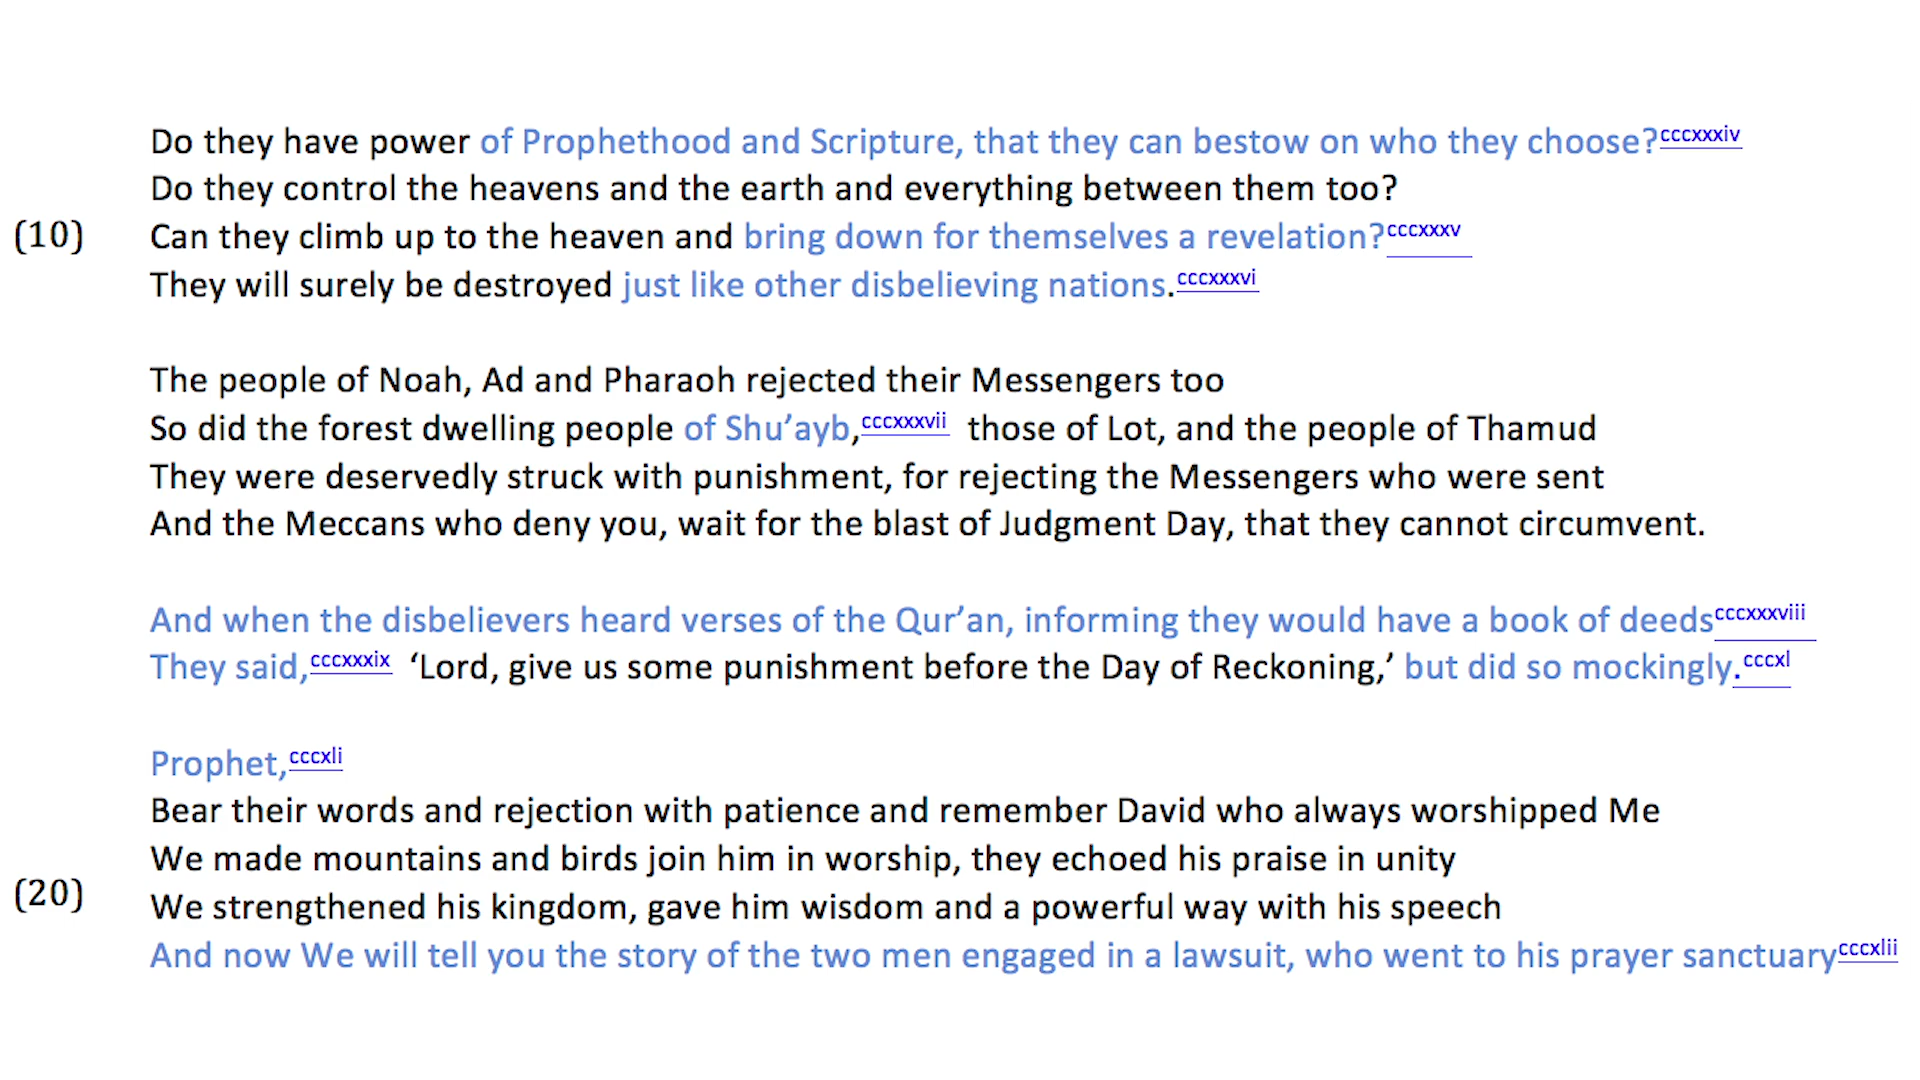 Do they have power of Prophethood and Scripture, that they can bestow on who they choose?cccxxxiv
Do they control the heavens and the earth and everything between them too?
(10) Can they climb up to the heaven and bring down for themselves a revelation?cccxxxv
They will surely be destroyed just like other disbelieving nations.cccxxxvi
The people of Noah, Ad and Pharaoh rejected their Messengers too
So did the forest dwelling people of Shu’ayb,cccxxxvii those of Lot, and the people of Thamud
They were deservedly struck with punishment, for rejecting the Messengers who were sent
And the Meccans who deny you, wait for the blast of Judgment Day, that they cannot circumvent.
And when the disbelievers heard verses of the Qur’an, informing they would have a book of deedscccxxxviii
They said,cccxxxix ‘Lord, give us some punishment before the Day of Reckoning,’ but did so mockingly.cccxl
Prophet,cccxli
Bear their words and rejection with patience and remember David who always worshipped Me
We made mountains and birds join him in worship, they echoed his praise in unity
(20) We strengthened his kingdom, gave him wisdom and a powerful way with his speech
And now We will tell you the story of the two men engaged in a lawsuit, who went to his prayer sanctuarycccxlii